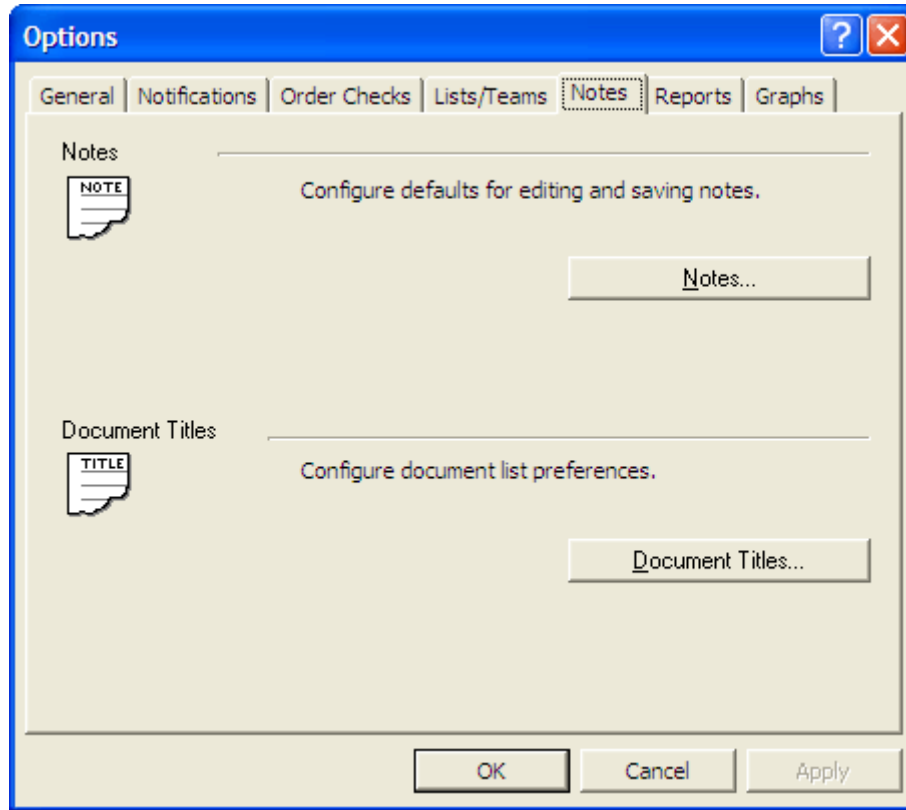 Options
General Notifications Order Checks Lists/Teams Notes Reports Graphs
Notes
NOTE
Configure defaults for editing and saving notes.
Notes...
Document Titles
TITLE
Configure document list preferences.
Document Titles...
OK Cancel Apply